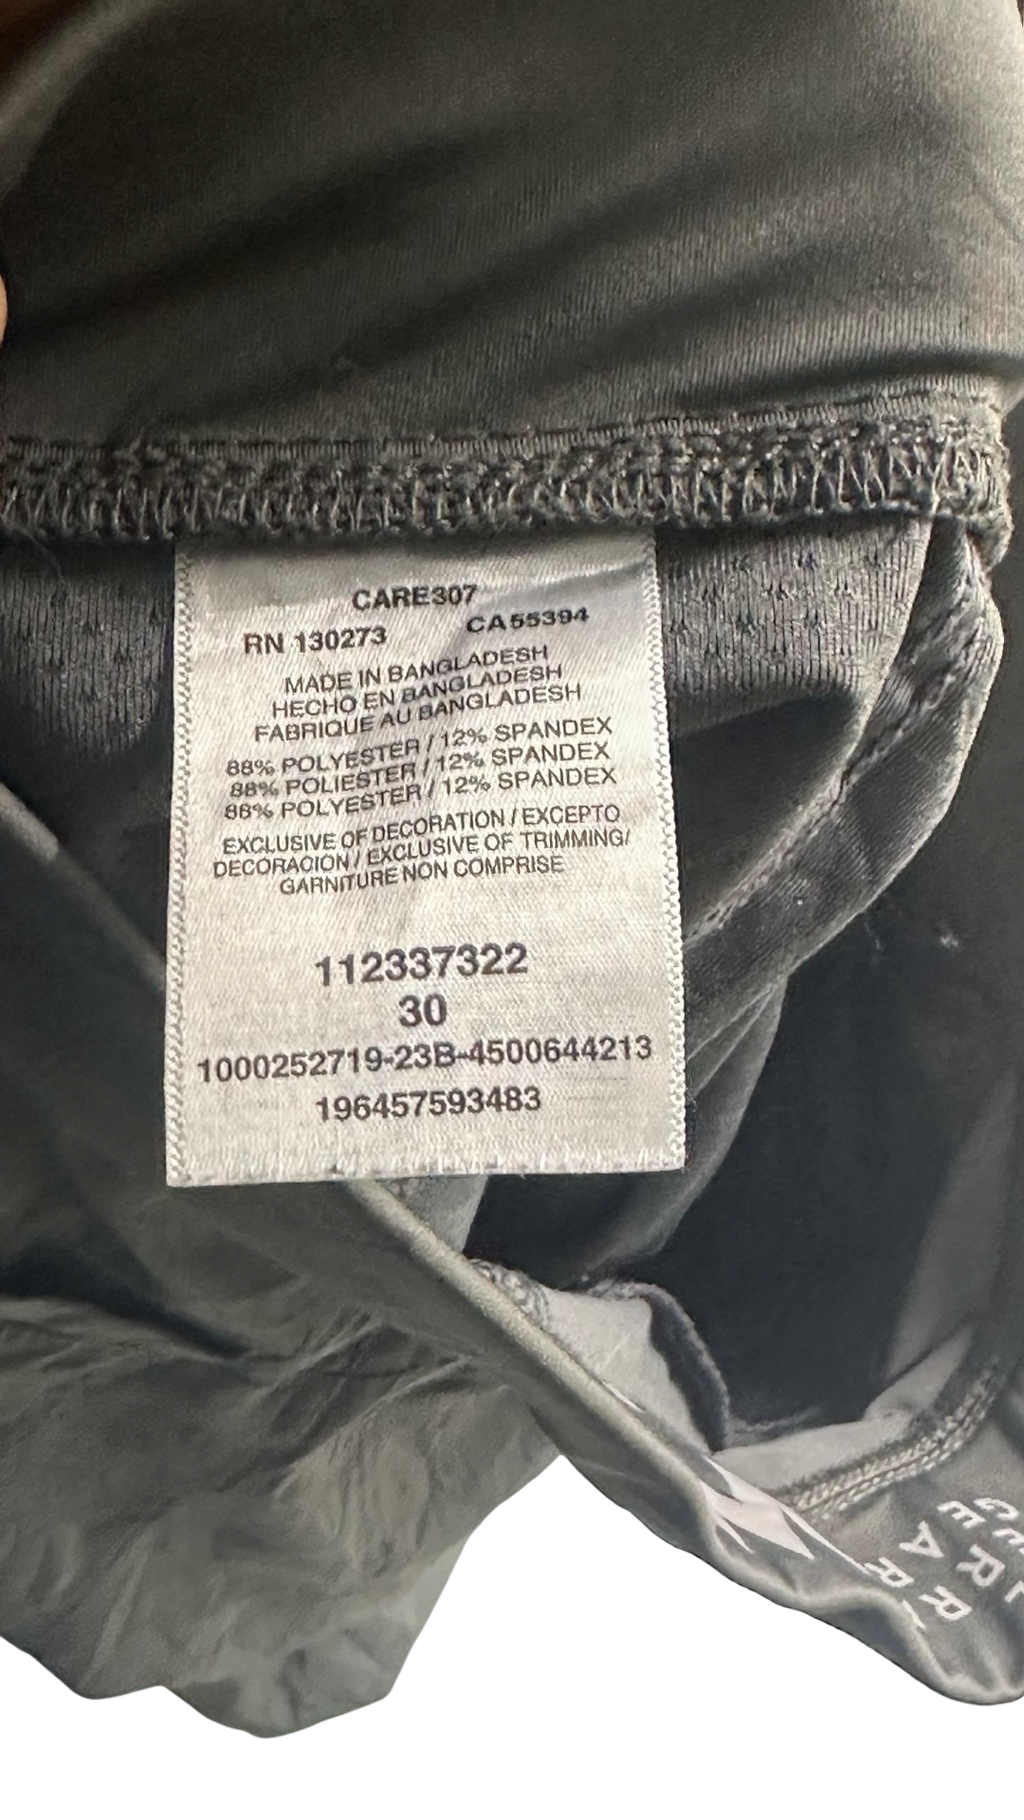 CARE307
RN 130273 CA55394
MADE IN BANGLADESH
HECHO EN BANGLADESH
FABRIQUE AU BANGLADESH
88% POLYESTER / 12% SPANDEX
88% POLIESTER / 12% SPANDEX
88% POLYESTER / 12% SPANDEX
EXCLUSIVE OF DECORATION / EXCEPTO
DECORACION / EXCLUSIVE OF TRIMMING/
GARNITURE NON COMPRISE
112337322
30
1000252719-23B-4500644213
196457593483